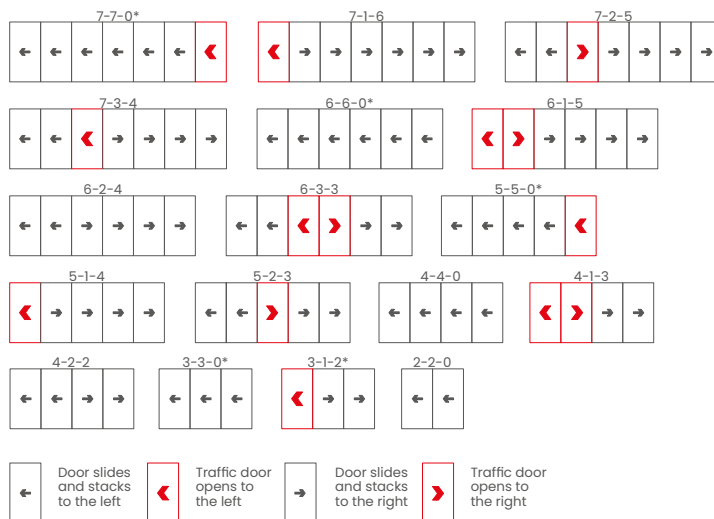 7-7-0*
7-1-6
7-2-5
7-3-4
6-6-0*
6-1-5
6-2-4
6-3-3
5-5-0*
5-1-4
5-2-3
4-4-0
4-1-3
4-2-2
3-3-0*
3-1-2*
2-2-0
Door slides
and stacks
to the left
Traffic door
opens to
the left
Door slides
and stacks
to the right
Traffic door
opens to
the right